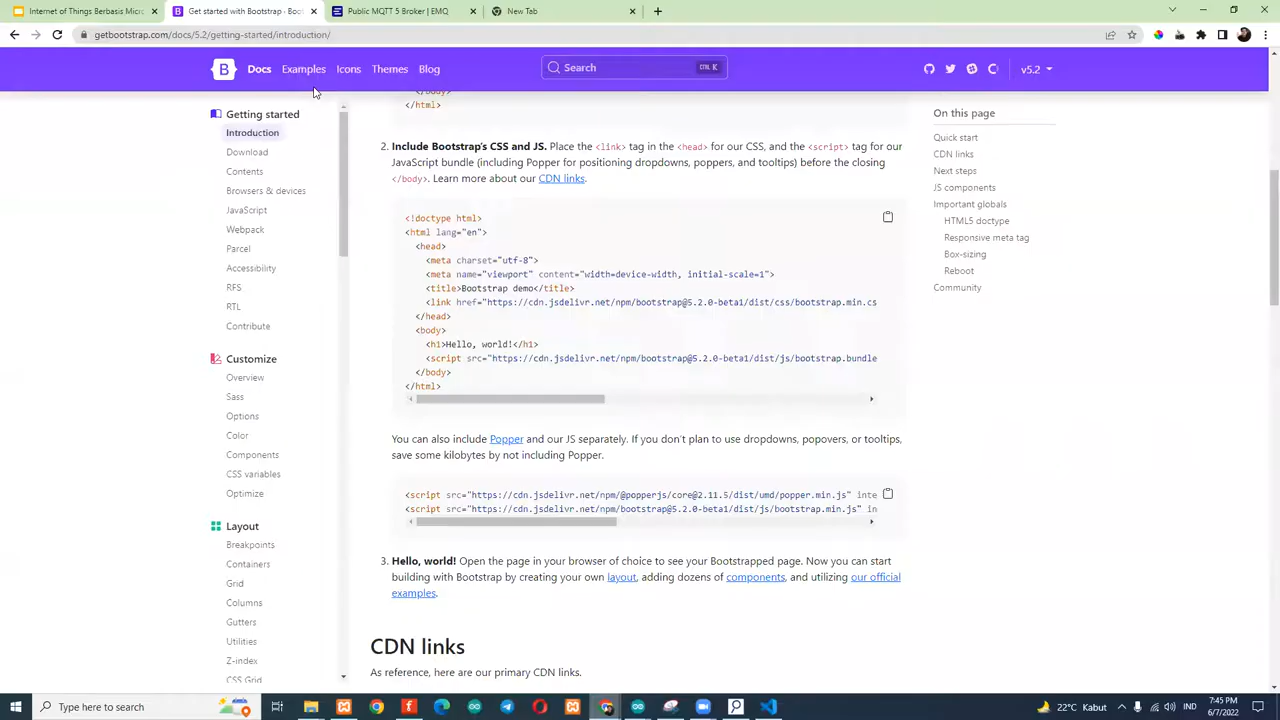 Internet of Things Berbasis Micro
Get started with Bootstrap · Boo
Public MQTT 5 Broker | EMQ
New Tab
getbootstrap.com/docs/5.2/getting-started/introduction/
B
Docs
Examples
Icons
Themes
Blog
Search
CTRL K
v5.2
Getting started
Introduction
Download
Contents
Browsers & devices
JavaScript
Webpack
Parcel
Accessibility
RFS
RTL
Contribute
Customize
Overview
Sass
Options
Color
Components
CSS variables
Optimize
Layout
Breakpoints
Containers
Grid
Columns
Gutters
Utilities
Z-index
CSS Grid
</body>
</html>
2. Include Bootstrap's CSS and JS. Place the <link> tag in the <head> for our CSS, and the <script> tag for our
JavaScript bundle (including Popper for positioning dropdowns, poppers, and tooltips) before the closing
</body>. Learn more about our CDN links.
<!doctype html>
<html lang="en">
<head>
<meta charset="utf-8">
<meta name="viewport" content="width=device-width, initial-scale=1">
<title>Bootstrap demo</title>
<link href="https://cdn.jsdelivr.net/npm/bootstrap@5.2.0-beta1/dist/css/bootstrap.min.cs
</head>
<body>
<h1>Hello, world!</h1>
<script src="https://cdn.jsdelivr.net/npm/bootstrap@5.2.0-beta1/dist/js/bootstrap.bundle
</body>
</html>
You can also include Popper and our JS separately. If you don't plan to use dropdowns, popovers, or tooltips,
save some kilobytes by not including Popper.
<script src="https://cdn.jsdelivr.net/npm/@popperjs/core@2.11.5/dist/umd/popper.min.js" inte
<script src="https://cdn.jsdelivr.net/npm/bootstrap@5.2.0-beta1/dist/js/bootstrap.min.js" in
3. Hello, world! Open the page in your browser of choice to see your Bootstrapped page. Now you can start
building with Bootstrap by creating your own layout, adding dozens of components, and utilizing our official
examples.
CDN links
As reference, here are our primary CDN links.
On this page
Quick start
CDN links
Next steps
JS components
Important globals
HTML5 doctype
Responsive meta tag
Box-sizing
Reboot
Community
Type here to search
22°C Kabut
IND
7:45 PM
6/7/2022